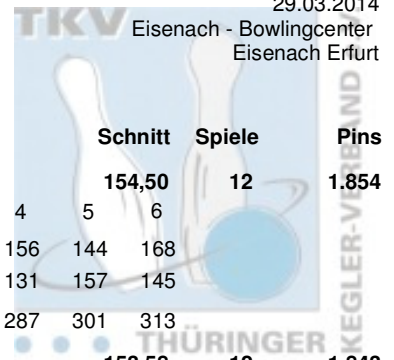 29.03.2014
TKV Eisenach - Bowlingcenter
Eisenach Erfurt
Schnitt Spiele Pins
154,50 12 1.854
4 5 6
156 144 168
131 157 145
287 301 313
THÜRINGER
KEGLER-VERBAND